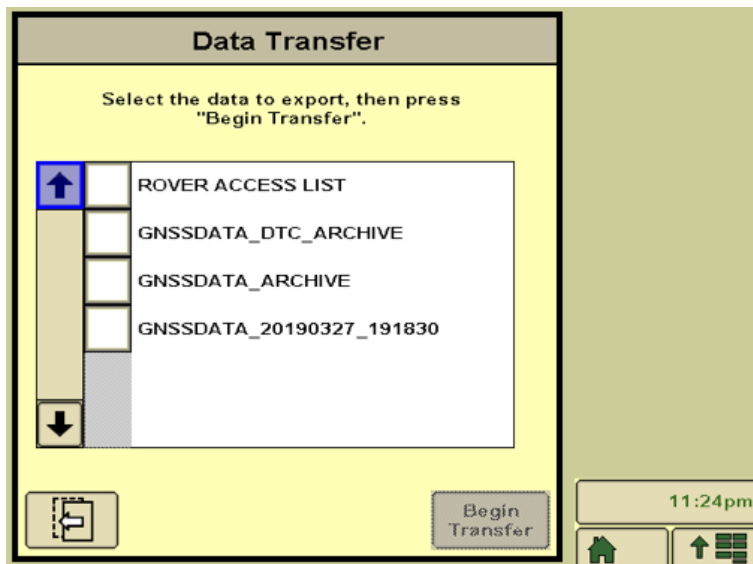 Data Transfer
Select the data to export, then press
"Begin Transfer".
ROVER ACCESS LIST
GNSSDATA_DTC_ARCHIVE
GNSSDATA_ARCHIVE
GNSSDATA_20190327_191830
Begin
Transfer
11:24pm